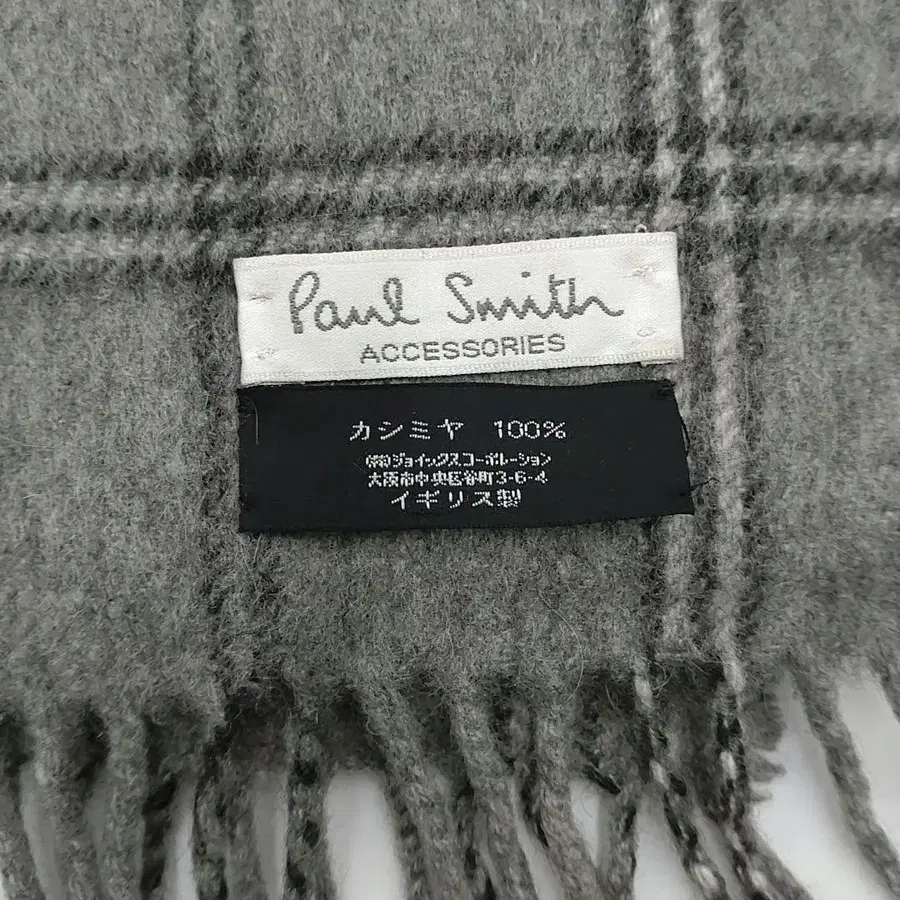 Paul Smith
ACCESSORIES
カシミヤ 100%
(株)ジョイックスコーポレーション
大阪市中央区谷町3-6-4
イギリス製